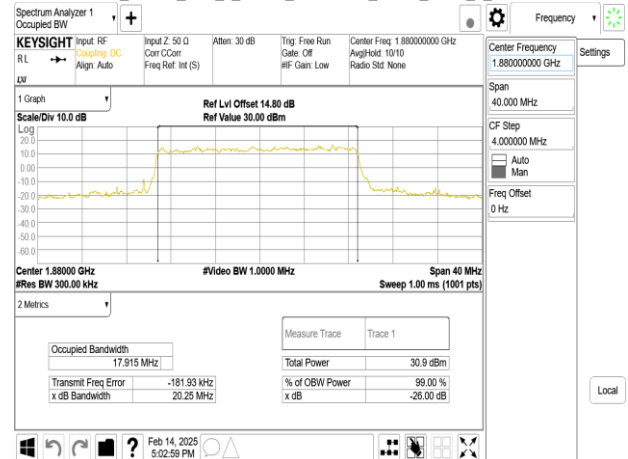 Spectrum Analyzer 1
Occupied BW
Frequency
KEYSIGHT
RL
LXI
Input: RF
Coupling: DC
Align: Auto
Input Z: 50 Ω
Corr CCorr
Freq Ref: Int (S)
Atten: 30 dB
Trig: Free Run
Gate: Off
#IF Gain: Low
Center Freq: 1.880000000 GHz
Avg|Hold: 10/10
Radio Std: None
Center Frequency
1.880000000 GHz
Settings
Span
40.000 MHz
CF Step
4.000000 MHz
Auto
Man
Freq Offset
0 Hz
Local
1 Graph
Scale/Div 10.0 dB
Ref Lvl Offset 14.80 dB
Ref Value 30.00 dBm
Log
20.0
10.0
0.00
-10.0
-20.0
-30.0
-40.0
-50.0
-60.0
Center 1.88000 GHz
#Video BW 1.0000 MHz
Span 40 MHz
#Res BW 300.00 kHz
Sweep 1.00 ms (1001 pts)
2 Metrics
Measure Trace Trace 1
Occupied Bandwidth
17.915 MHz
Total Power 30.9 dBm
Transmit Freq Error -181.93 kHz
% of OBW Power 99.00 %
x dB Bandwidth 20.25 MHz
x dB -26.00 dB
?
Feb 14, 2025
5:02:59 PM